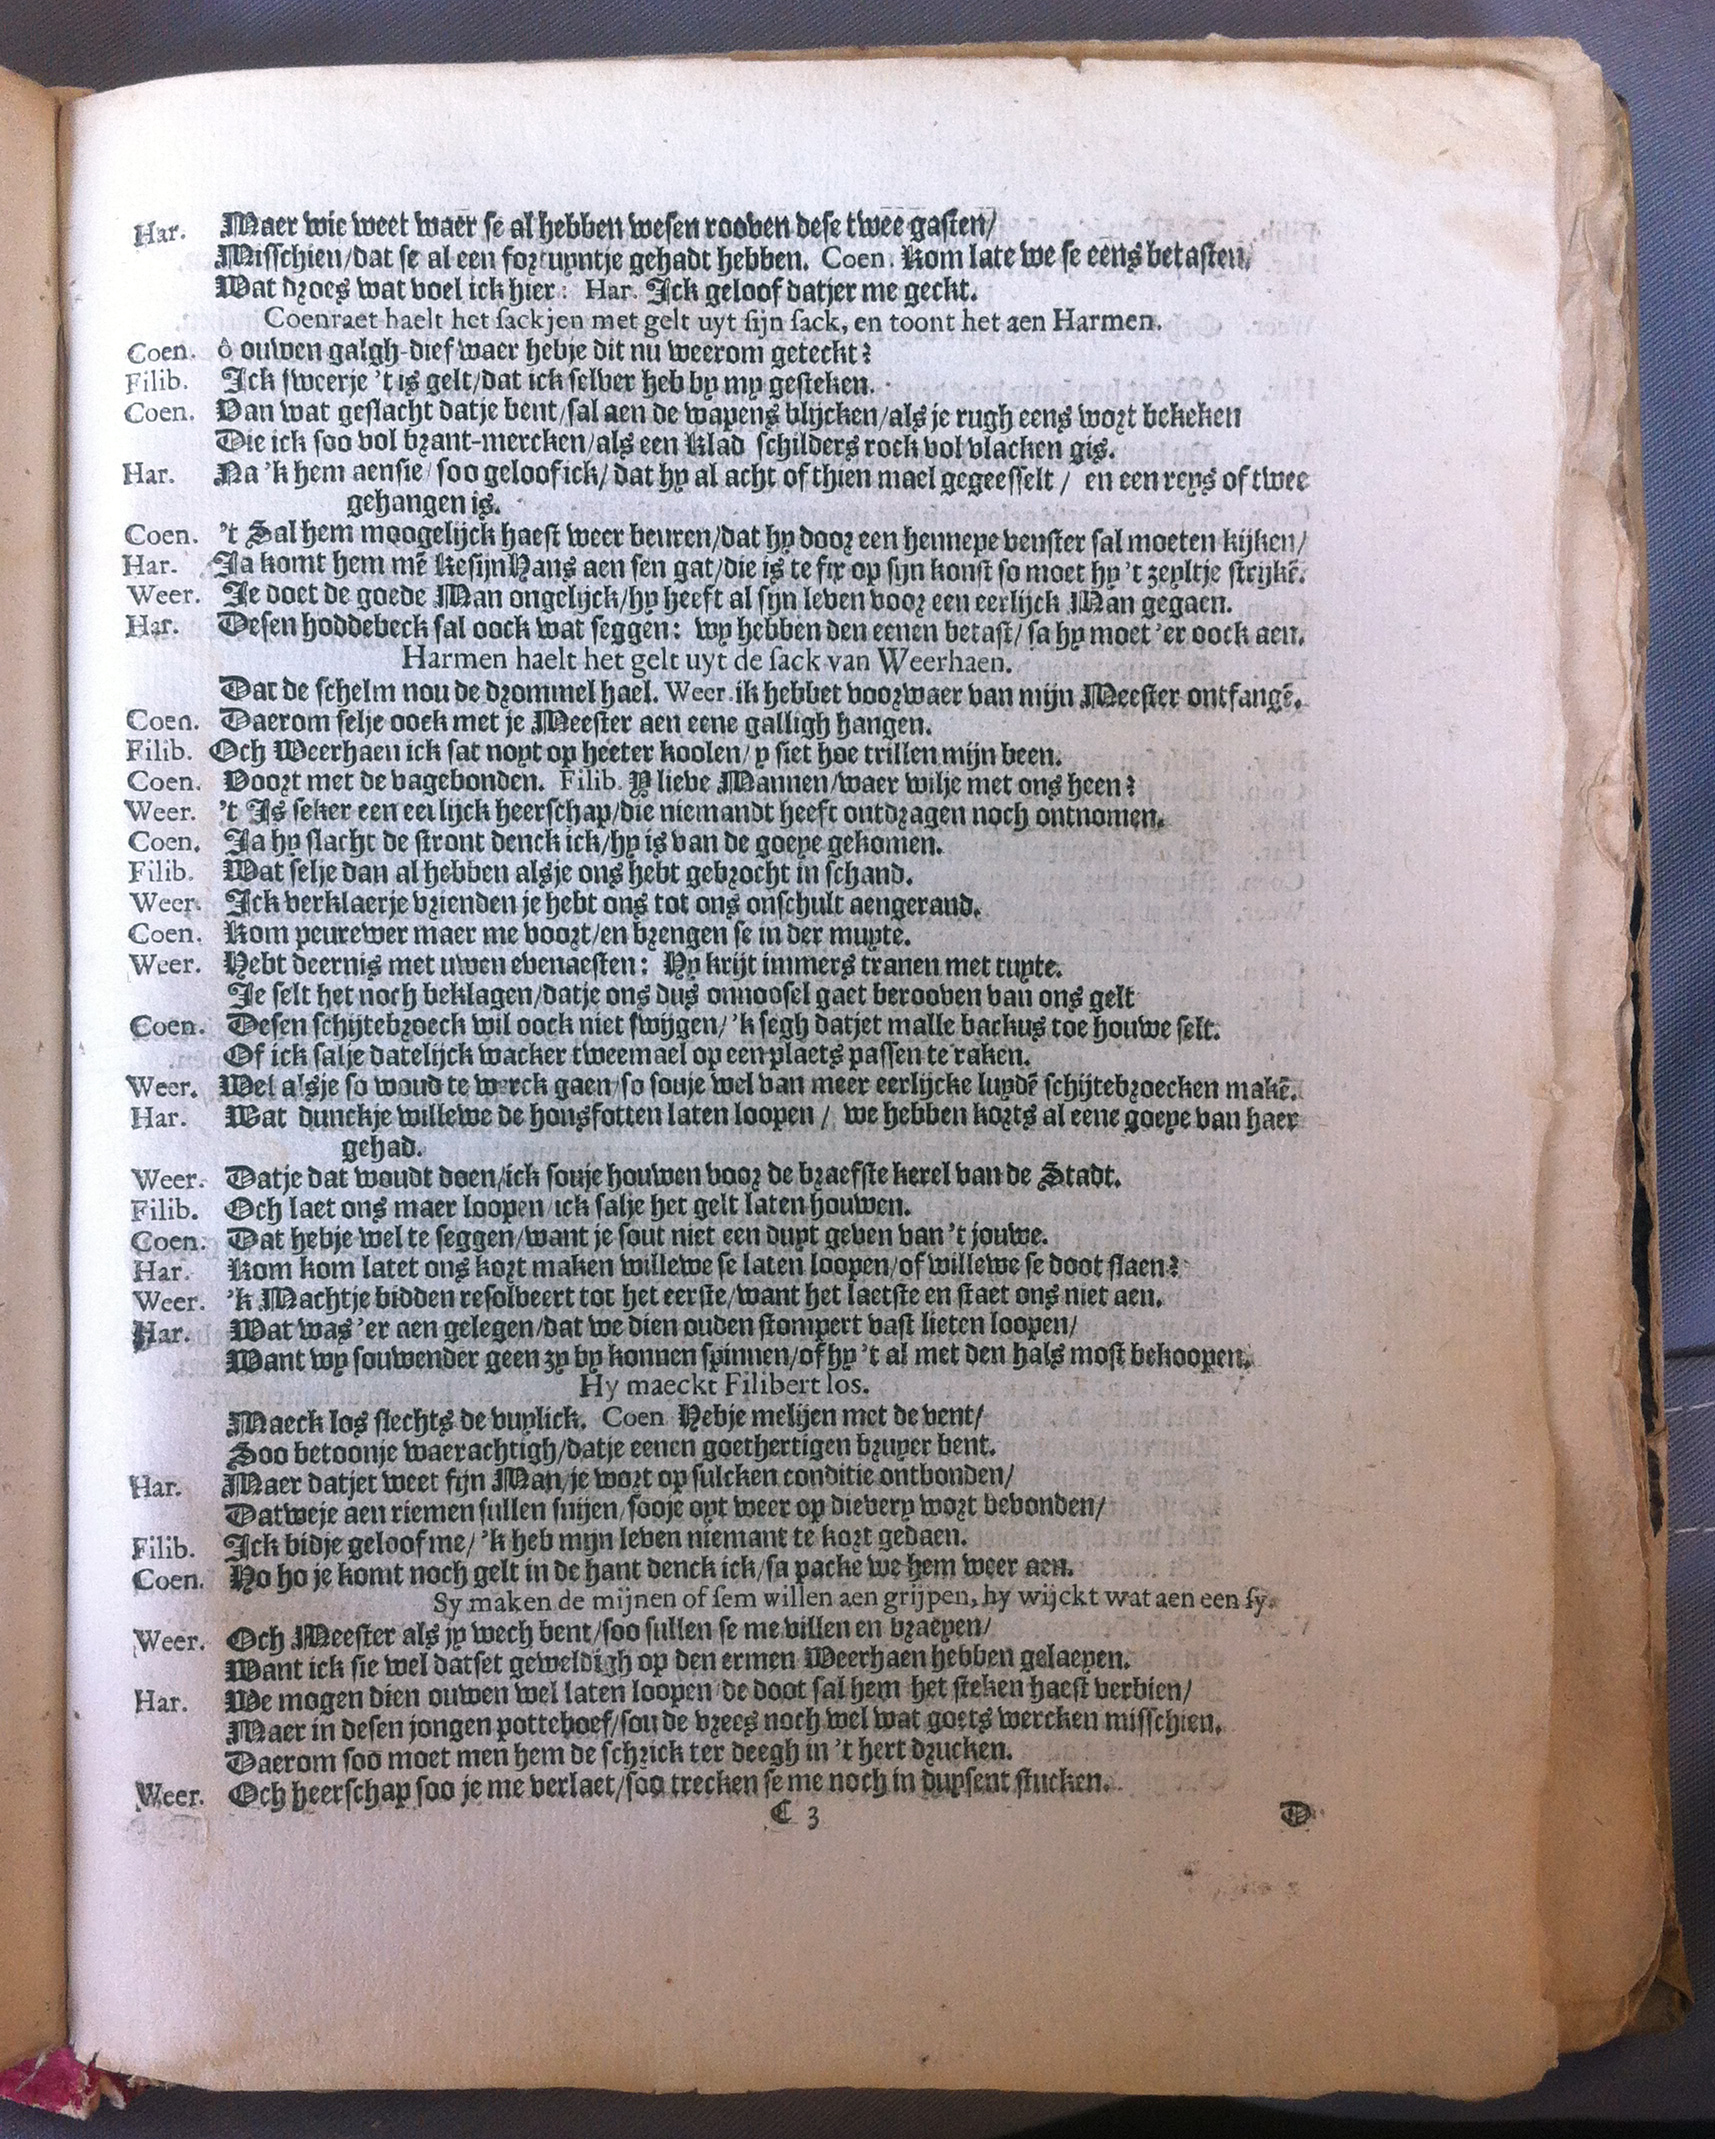 Har. Maer wie weet waer se al hebben wesen rooven dese twee gasten/
Misschien/dat se al een fortuyntje gehadt hebben. Coen. Kom late we se eens betasten,
Wat droes wat voel ick hier: Har. Ick geloof datjer me geckt.
Coenraet haelt het sackjen met gelt uyt sijn sack, en toont het aen Harmen.
Coen. ô ouwen galgh-dief waer hebje dit nu weerom geteckt?
Filib. Ick sweerje 't is gelt/dat ick selver heb by my gesteken.
Coen. Van wat geslacht datje bent/sal aen de wapens blijcken/als je rugh eens wort bekeken
Die ick soo vol brant-mercken/als een Klad schilders rock vol vlacken gis.
Har. Na 'k hem aensie/soo geloof ick/dat hy al acht of thien mael gegeesselt/ en een reys of twee
gehangen is.
Coen. 't Sal hem moogelijck haest weer beuren/dat hy door een hennepe venster sal moeten kijken/
Har. Ja komt hem mē KesijnHans aen sen gat/die is te fix op sijn konst so moet hy 't zeyltje strijkē.
Weer. Je doet de goede Man ongelijck/hy heeft al sijn leven voor een eerlijck Man gegaen.
Har. Desen hoddebeck sal oock wat seggen: wy hebben den eenen betast/sa hy moet 'er oock aen.
Harmen haelt het gelt uyt de sack van Weerhaen.
Dat de schelm nou de drommel hael. Weer. ik hebbet voorwaer van mijn Meester ontfangē.
Coen. Daerom selje oock met je Meester aen eene galligh hangen.
Filib. Och Weerhaen ick sat noyt op heeter koolen/y siet hoe trillen mijn been.
Coen. Voort met de vagebonden. Filib. Y lieve Mannen/waer wilje met ons heen?
Weer. 't Is seker een eerlijck heerschap/die niemandt heeft ontdragen noch ontnomen.
Coen. Ja hy slacht de stront denck ick/hy is van de goeye gekomen.
Filib. Wat selje dan al hebben alsje ons hebt gebrocht in schand.
Weer. Ick verklaerje vrienden je hebt ons tot ons onschult aengerand.
Coen. Kom peurewer maer me voort/en brengen se in der muyte.
Weer. Hebt deernis met uwen evenaesten: Hy krijt immers tranen met tuyte.
Je selt het noch beklagen/datje ons dus onnoosel gaet berooven van ons gelt
Coen. Desen schijtebroeck wil oock niet swijgen/'k segh datjet malle backus toe houwe selt.
Of ick salje datelijck wacker tweemael op een plaets passen te raken.
Weer. Wel alsje so woud te werck gaen/so souje wel van meer eerlijcke luydē schijtebroecken makē.
Har. Wat dunckje willewe de honsfotten laten loopen/ we hebben korts al eene goeye van haer
gehad.
Weer. Datje dat woudt doen/ick souje houwen voor de braefste kerel van de Stadt.
Filib. Och laet ons maer loopen/ick salje het gelt laten houwen.
Coen. Dat hebje wel te seggen/want je sout niet een duyt geven van 't jouwe.
Har. Kom kom latet ons kort maken willewe se laten loopen/of willewe se doot slaen?
Weer. 'k Machtje bidden resolveert tot het eerste/want het laetste en staet ons niet aen.
Har. Wat was 'er aen gelegen/dat we dien ouden stompert vast lieten loopen/
Want wy souwender geen zy by konnen spinnen/of hy 't al met den hals most bekoopen.
Hy maeckt Filibert los.
Maeck los slechts de vuylick. Coen Hebje melijen met de vent/
Soo betoonje waerachtigh/datje eenen goethertigen bruyer bent.
Har. Maer datjet weet fijn Man/je wort op sulcken conditie ontbonden/
Datweje aen riemen sullen snijen/sooje oyt weer op dievery wort bevonden/
Filib. Ick bidje geloof me/'k heb mijn leven niemant te kort gedaen.
Coen. Ho ho je komt noch gelt in de hant denck ick/sa packe we hem weer aen.
Sy maken de mijnen of sem willen aen grijpen, hy wijckt wat aen een sy.
Weer. Och Meester als jy wech bent/soo sullen se me villen en braeyen/
Want ick sie wel datset geweldigh op den ermen Weerhaen hebben gelaeyen.
Har. We mogen dien ouwen wel laten loopen/de doot sal hem het steken haest verbien/
Maer in desen jongen potteboef/sou de vrees noch wel wat goets wercken misschien.
Daerom soo moet men hem de schrick ter deegh in 't hert drucken.
Weer. Och heerschap soo je me verlaet/soo trecken se me noch in duysent stucken.
C 3 D